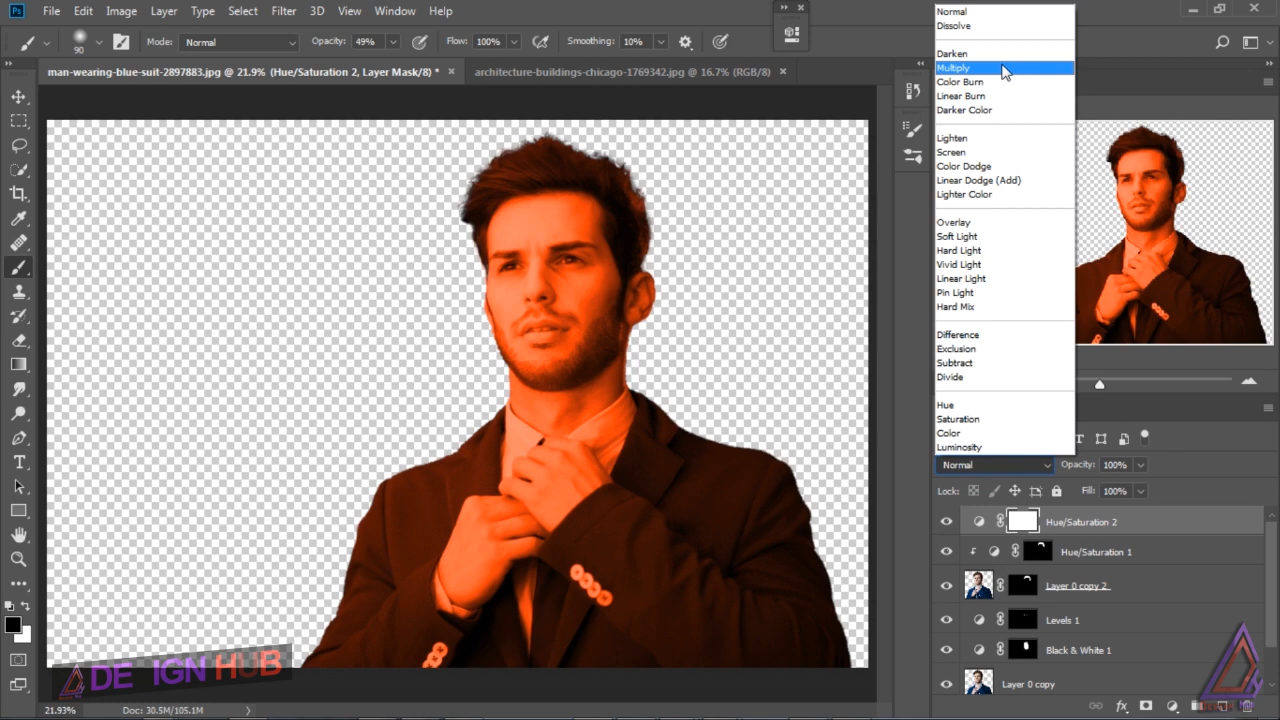 Ps File Edit Image Layer Type Select Filter 3D View Window Help
90 Mode: Normal Opacity: 49% Flow: 100% Smoothing: 10%
man-wearing-blue-suit-2897883.jpg @ (Hue/Saturation 2, Layer Mask/8) * × architecture-buildings-chicago-1769342.jpg @ 16.7% (RGB/8) ×
Normal
Dissolve
Darken
Multiply
Color Burn
Linear Burn
Darker Color
Lighten
Screen
Color Dodge
Linear Dodge (Add)
Lighter Color
Overlay
Soft Light
Hard Light
Vivid Light
Linear Light
Pin Light
Hard Mix
Difference
Exclusion
Subtract
Divide
Hue
Saturation
Color
Luminosity
Normal Opacity: 100%
Lock: Fill: 100%
Hue/Saturation 2
Hue/Saturation 1
Layer 0 copy 2
Levels 1
Black & White 1
Layer 0 copy
DE IGN HUB
21.93% Doc: 30.5M/105.1M